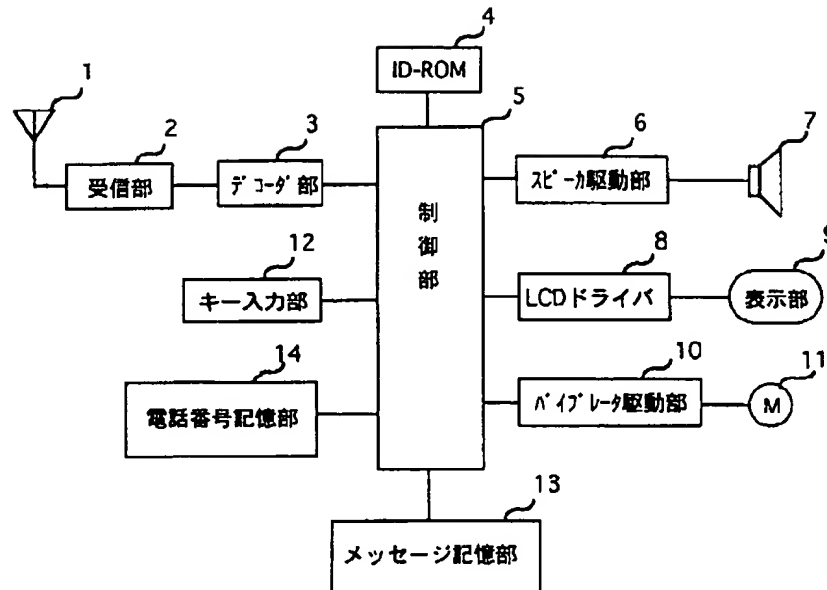 4
ID-ROM
1
5
2
3
6
7
受信部
デコーダ部
スピーカ駆動部
制御部
12
8
9
キー入力部
LCDドライバ
表示部
14
10
11
電話番号記憶部
バイブレータ駆動部
M
13
メッセージ記憶部